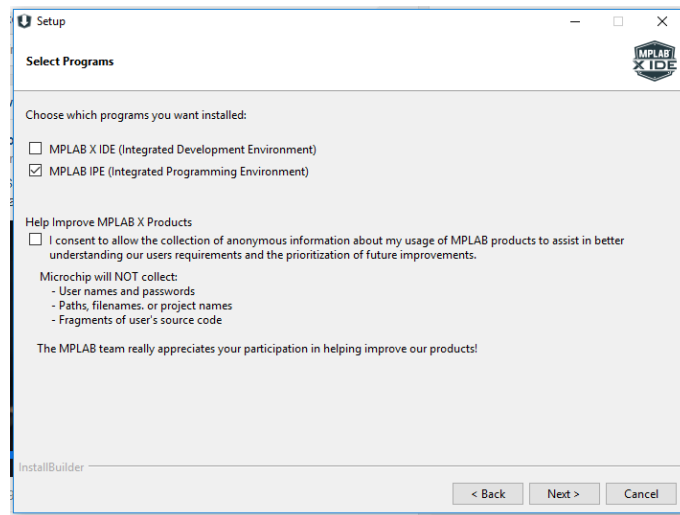 Setup
Select Programs
MPLAB
X IDE
Choose which programs you want installed:
MPLAB X IDE (Integrated Development Environment)
MPLAB IPE (Integrated Programming Environment)
Help Improve MPLAB X Products
I consent to allow the collection of anonymous information about my usage of MPLAB products to assist in better
understanding our users requirements and the prioritization of future improvements.
Microchip will NOT collect:
- User names and passwords
- Paths, filenames. or project names
- Fragments of user's source code
The MPLAB team really appreciates your participation in helping improve our products!
InstallBuilder
< Back Next > Cancel